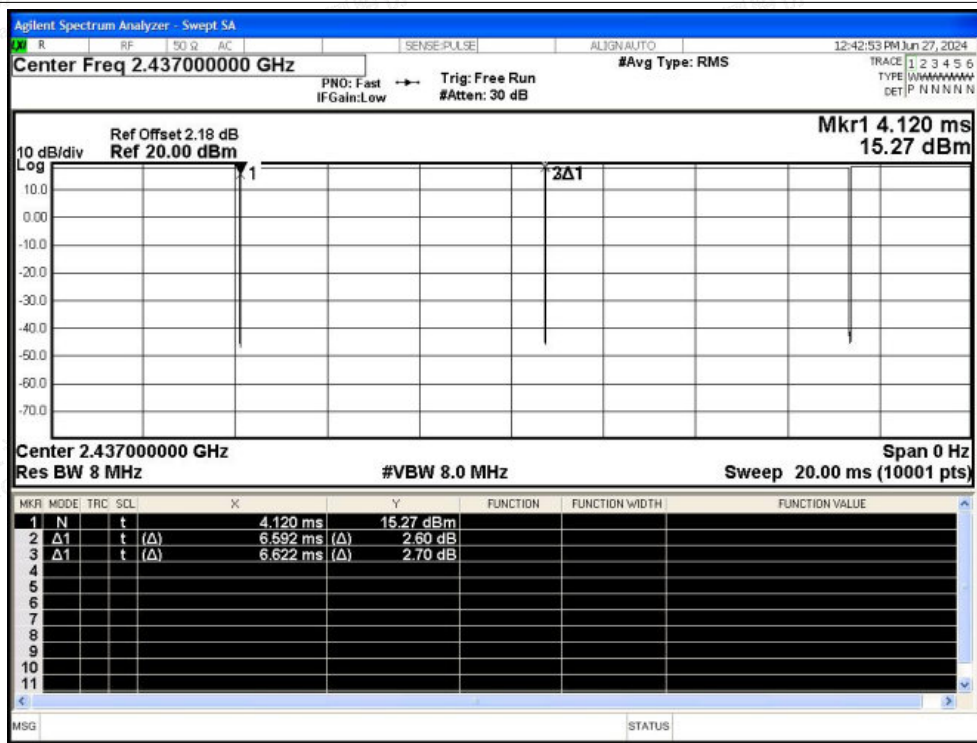 Agilent Spectrum Analyzer - Swept SA
LXI R RF 50 Ω AC SENSE:PULSE ALIGNAUTO 12:42:53 PM Jun 27, 2024
Center Freq 2.437000000 GHz
PNO: Fast
IFGain:Low
Trig: Free Run
#Atten: 30 dB
#Avg Type: RMS
TRACE 1 2 3 4 5 6
TYPE WWWWWW
DET P N N N N N
Ref Offset 2.18 dB
10 dB/div Ref 20.00 dBm
Log
Mkr1 4.120 ms
15.27 dBm
1
3Δ1
10.0
0.00
-10.0
-20.0
-30.0
-40.0
-50.0
-60.0
-70.0
Center 2.437000000 GHz Span 0 Hz
Res BW 8 MHz #VBW 8.0 MHz Sweep 20.00 ms (10001 pts)
MKR MODE TRC SCL X Y FUNCTION FUNCTION WIDTH FUNCTION VALUE
1 N t 4.120 ms 15.27 dBm
2 Δ1 t (Δ) 6.592 ms (Δ) 2.60 dB
3 Δ1 t (Δ) 6.622 ms (Δ) 2.70 dB
4
5
6
7
8
9
10
11
MSG STATUS